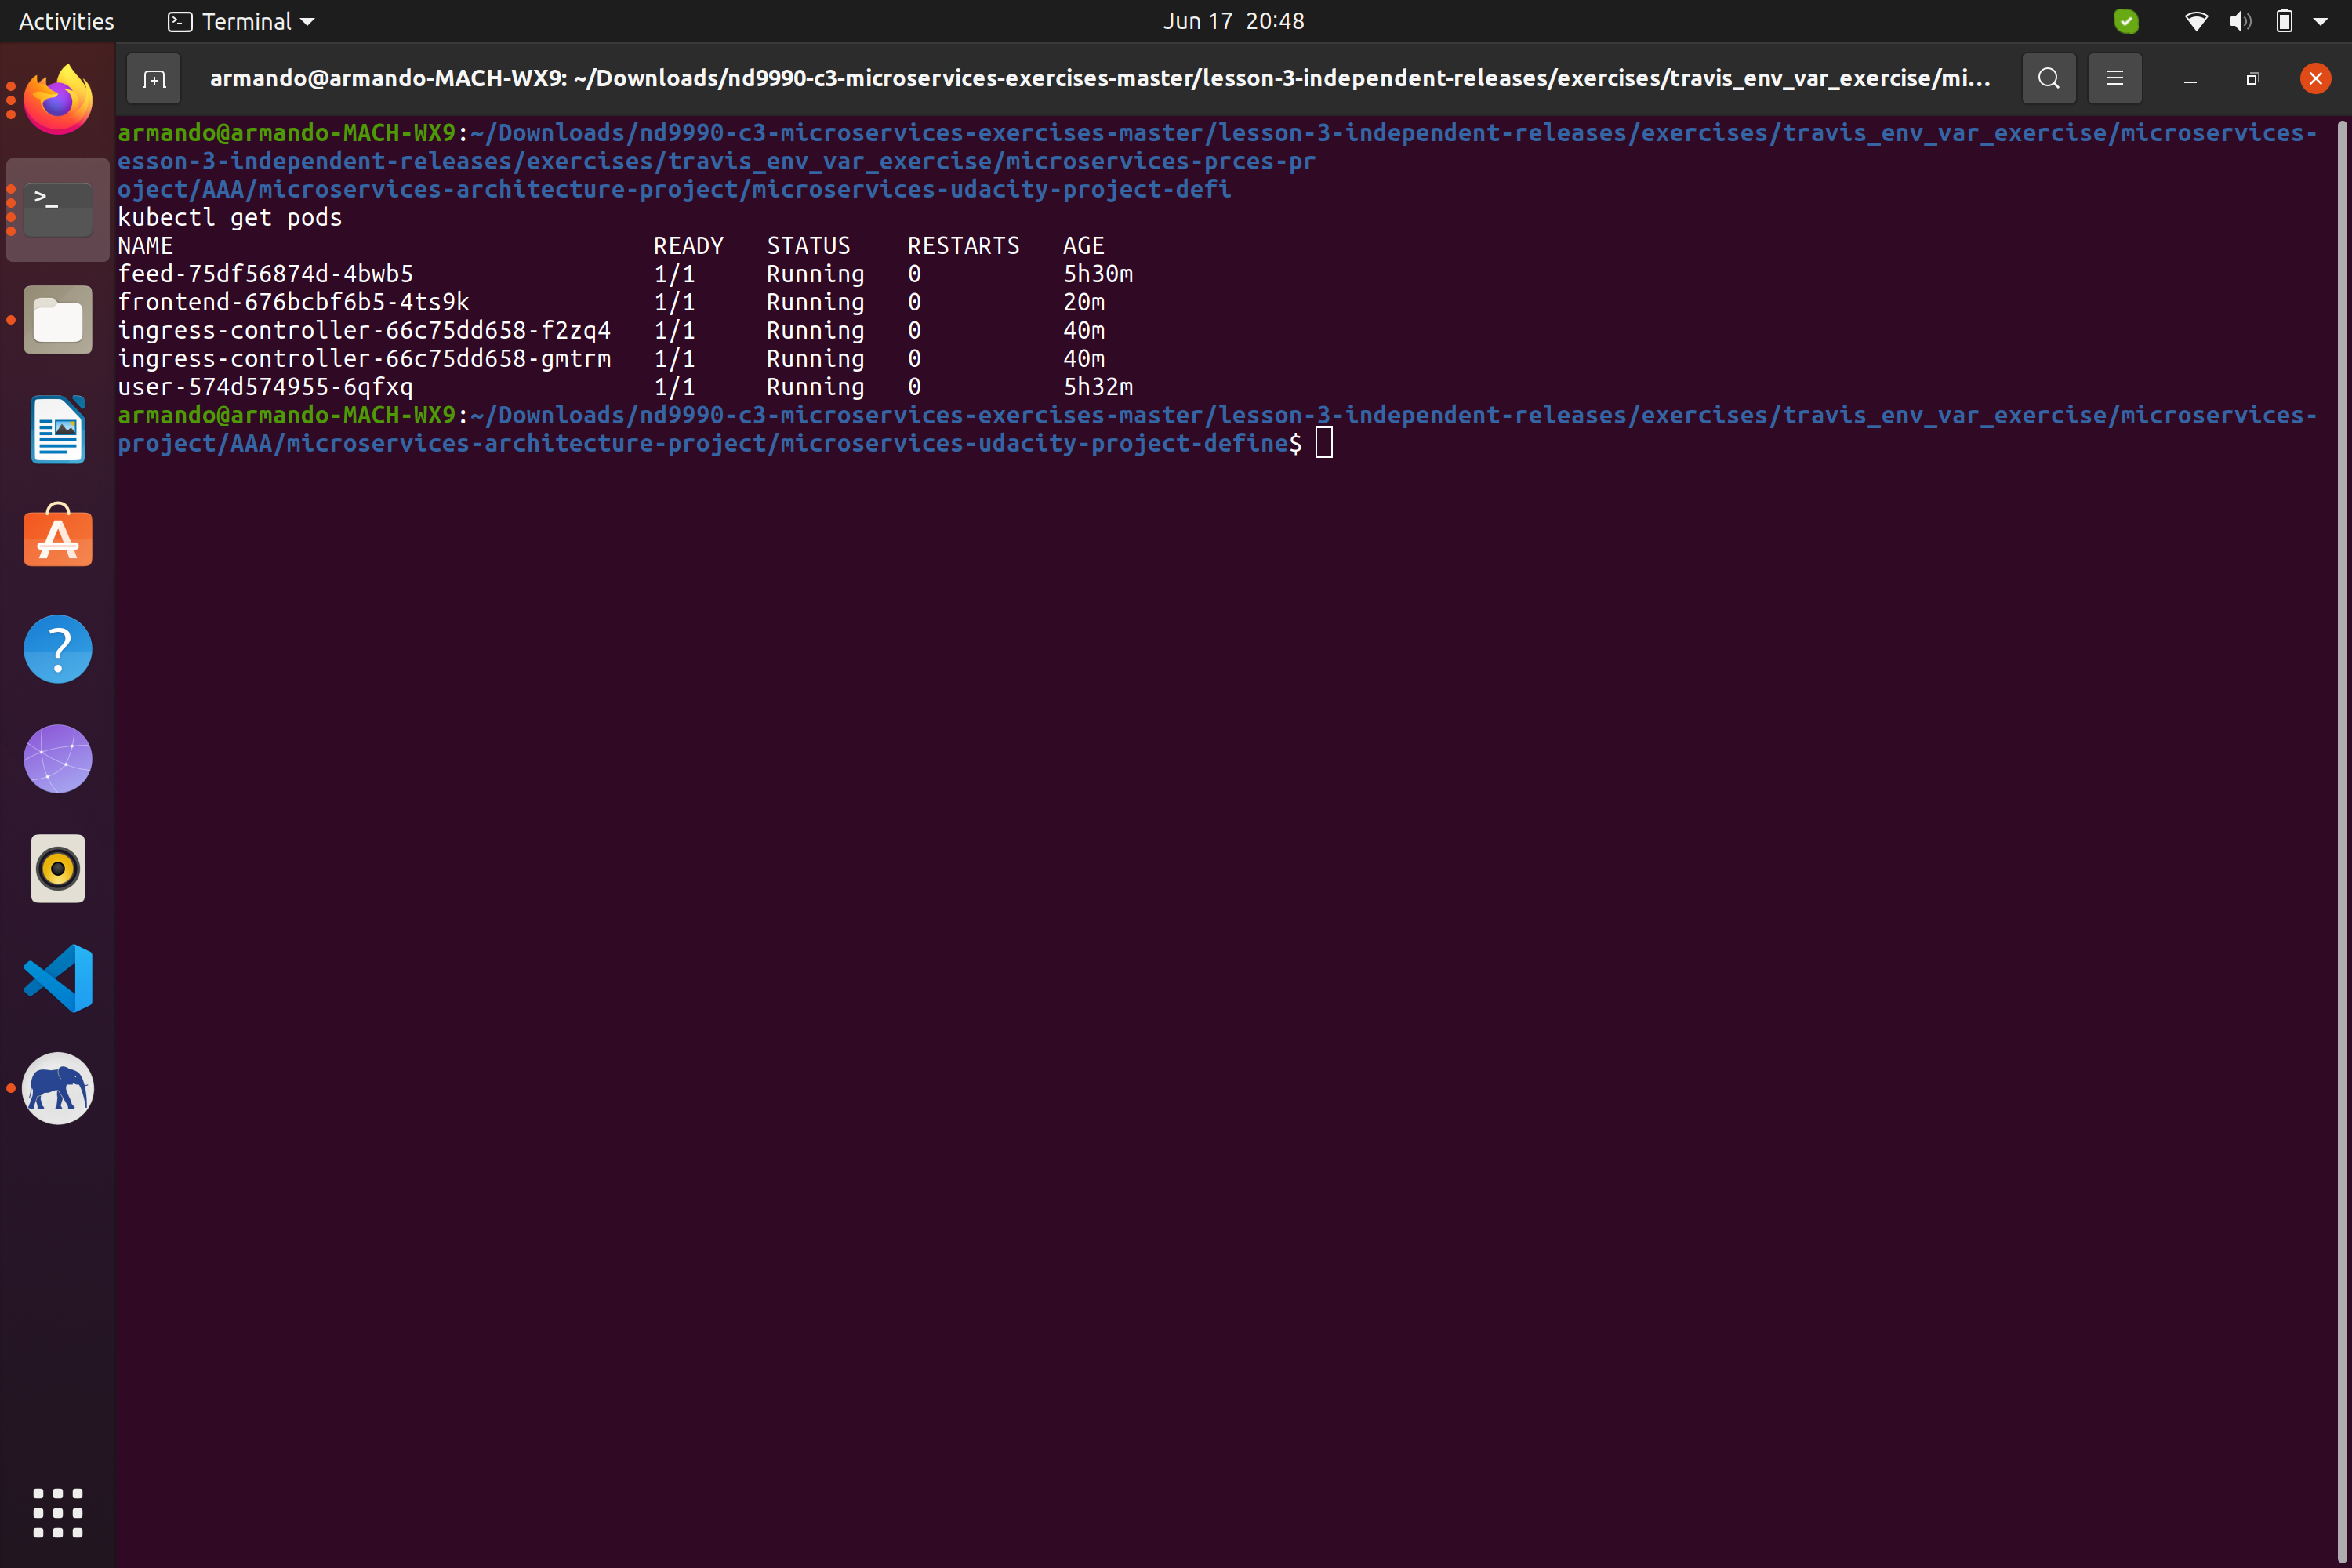 Activities Terminal Jun 17 20:48
armando@armando-MACH-WX9: ~/Downloads/nd9990-c3-microservices-exercises-master/lesson-3-independent-releases/exercises/travis_env_var_exercise/mi...
armando@armando-MACH-WX9:~/Downloads/nd9990-c3-microservices-exercises-master/lesson-3-independent-releases/exercises/travis_env_var_exercise/microservices-
esson-3-independent-releases/exercises/travis_env_var_exercise/microservices-prces-pr
oject/AAA/microservices-architecture-project/microservices-udacity-project-defi
kubectl get pods
NAME READY STATUS RESTARTS AGE
feed-75df56874d-4bwb5 1/1 Running 0 5h30m
frontend-676bcbf6b5-4ts9k 1/1 Running 0 20m
ingress-controller-66c75dd658-f2zq4 1/1 Running 0 40m
ingress-controller-66c75dd658-gmtrm 1/1 Running 0 40m
user-574d574955-6qfxq 1/1 Running 0 5h32m
armando@armando-MACH-WX9:~/Downloads/nd9990-c3-microservices-exercises-master/lesson-3-independent-releases/exercises/travis_env_var_exercise/microservices-
project/AAA/microservices-architecture-project/microservices-udacity-project-define$